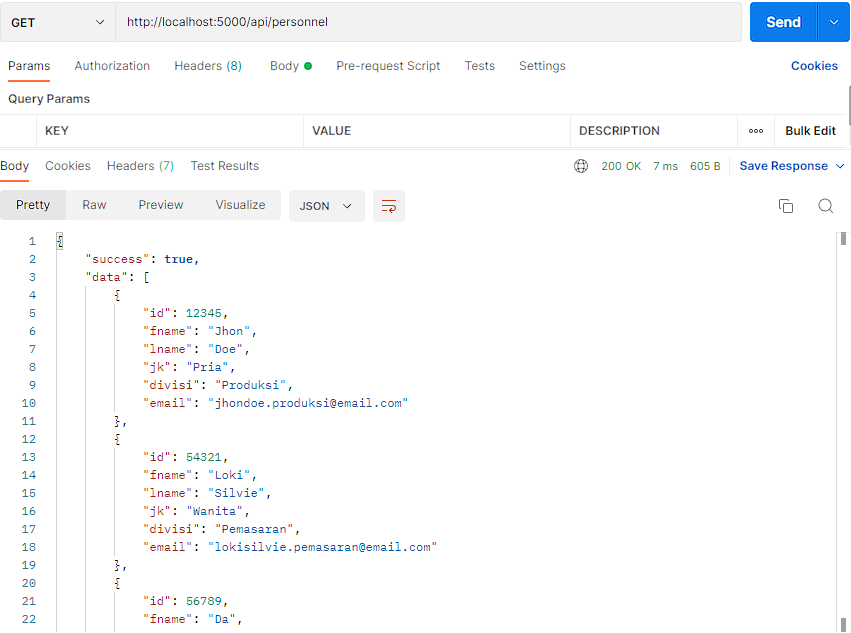 GET http://localhost:5000/api/personnel Send
Params Authorization Headers (8) Body Pre-request Script Tests Settings Cookies
Query Params
KEY VALUE DESCRIPTION ooo Bulk Edit
Body Cookies Headers (7) Test Results 200 OK 7 ms 605 B Save Response
Pretty Raw Preview Visualize JSON
1 {
2 "success": true,
3 "data": [
4 {
5 "id": 12345,
6 "fname": "Jhon",
7 "lname": "Doe",
8 "jk": "Pria",
9 "divisi": "Produksi",
10 "email": "jhondoe.produksi@email.com"
11 },
12 {
13 "id": 54321,
14 "fname": "Loki",
15 "lname": "Silvie",
16 "jk": "Wanita",
17 "divisi": "Pemasaran",
18 "email": "lokisilvie.pemasaran@email.com"
19 },
20 {
21 "id": 56789,
22 "fname": "Da",